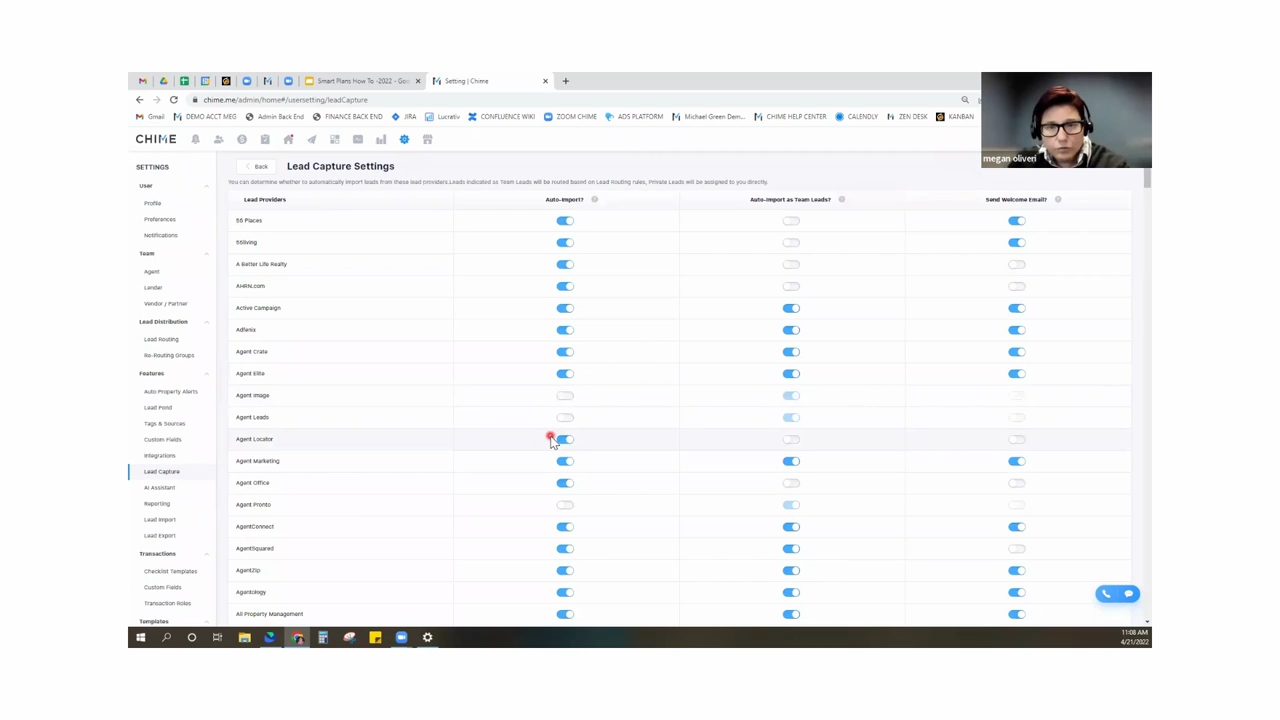 Smart Plans How To -2022 - Goo
Setting | Chime
chime.me/admin/home#/usersetting/leadCapture
Gmail DEMO ACCT MEG Admin Back End FINANCE BACK END JIRA Lucrativ CONFLUENCE WIKI ZOOM CHIME ADS PLATFORM Michael Green Dem... CHIME HELP CENTER CALENDLY ZEN DESK KANBAN
megan oliveri
CHIME
SETTINGS
User
Profile
Preferences
Notifications
Team
Agent
Lender
Vendor / Partner
Lead Distribution
Lead Routing
Re-Routing Groups
Features
Auto Property Alerts
Lead Pond
Tags & Sources
Custom Fields
Integrations
Lead Capture
AI Assistant
Reporting
Lead Import
Lead Export
Transactions
Checklist Templates
Custom Fields
Transaction Roles
Templates
Back
Lead Capture Settings
You can determine whether to automatically import leads from these lead providers.Leads indicated as Team Leads will be routed based on Lead Routing rules, Private Leads will be assigned to you directly.
Lead Providers Auto-Import? Auto-Import as Team Leads? Send Welcome Email?
55 Places
55living
A Better Life Realty
AHRN.com
Active Campaign
Adfenix
Agent Crate
Agent Elite
Agent Image
Agent Leads
Agent Locator
Agent Marketing
Agent Office
Agent Pronto
AgentConnect
AgentSquared
AgentZip
Agentology
All Property Management
11:08 AM
4/21/2022